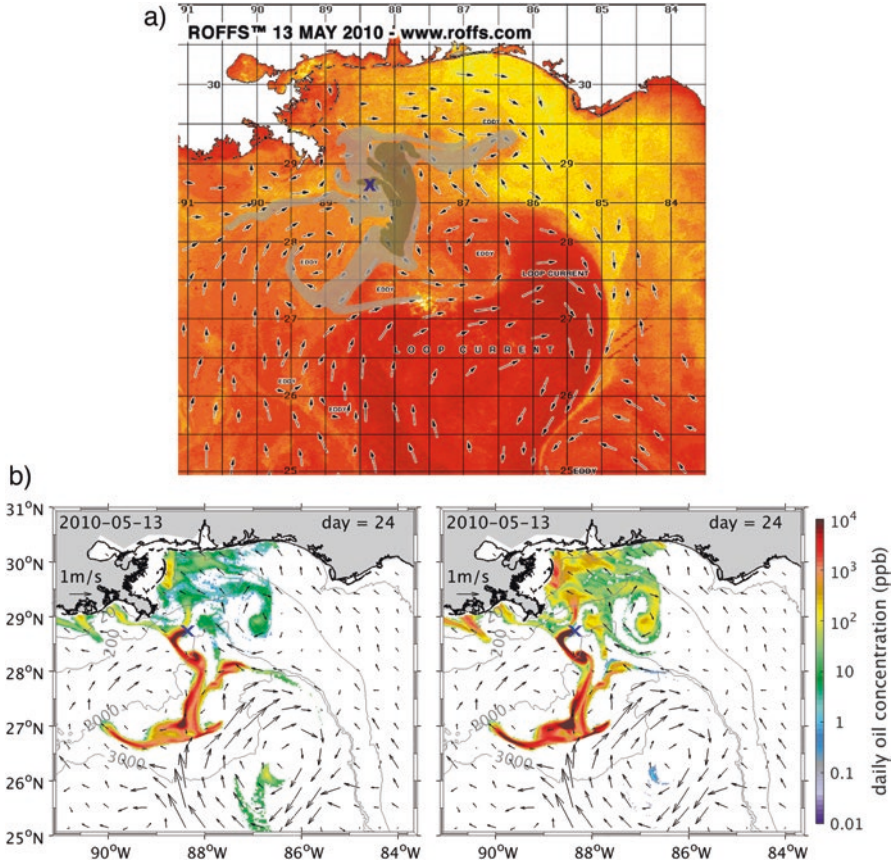 a)
ROFFS™ 13 MAY 2010 - www.roffs.com
91 90 89 88 87 86 85 84
30 30
EDDY
29 29
X
91 90 89 88 87 86 85 84
28 28
EDDY EDDY
LOOP CURRENT
EDDY
27 27
LOOP CURRENT
EDDY
26 26
EDDY
25 25
EDDY
b)
31°N
30°N
29°N
28°N
27°N
26°N
25°N
2010-05-13 day = 24
1m/s
200
X
2000
3000
90°W 88°W 86°W 84°W
2010-05-13 day = 24
1m/s
200
X
2000
3000
90°W 88°W 86°W 84°W
10⁴
10³
10²
10
1
0.1
0.01
daily oil concentration (ppb)